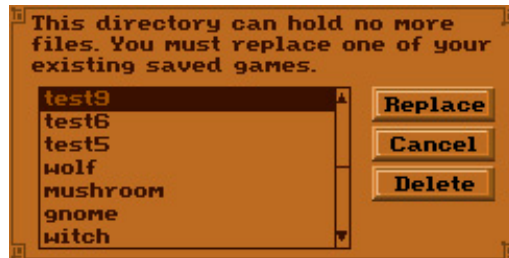 This directory can hold no more
files. You must replace one of your
existing saved games.
test9
test6
test5
wolf
mushroom
gnome
witch
Replace
Cancel
Delete